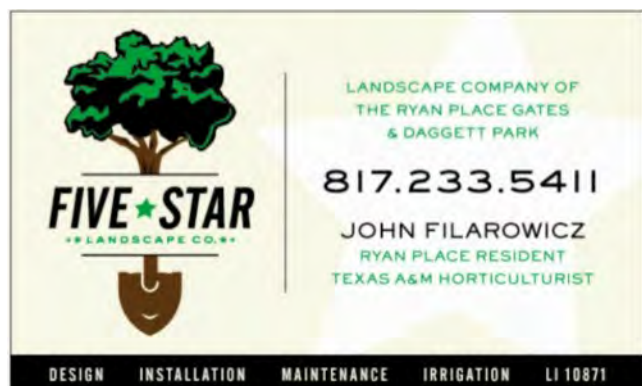 FIVE★STAR
LANDSCAPE CO.
LANDSCAPE COMPANY OF
THE RYAN PLACE GATES
& DAGGETT PARK
817.233.5411
JOHN FILAROWICZ
RYAN PLACE RESIDENT
TEXAS A&M HORTICULTURIST
DESIGN INSTALLATION MAINTENANCE IRRIGATION LI 10871